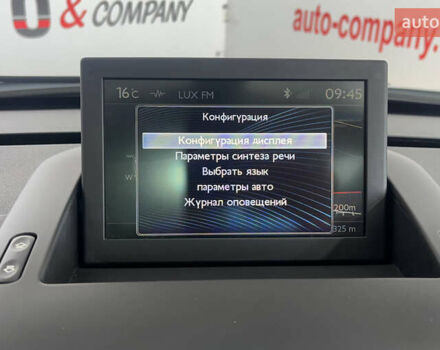 & COMPANY
auto-company.
auto
16°C LUX FM 09:45
Конфигурация
Конфигурация дисплея
Параметры синтеза речи
Выбрать язык
параметры авто
Журнал оповещений
200m
325 m